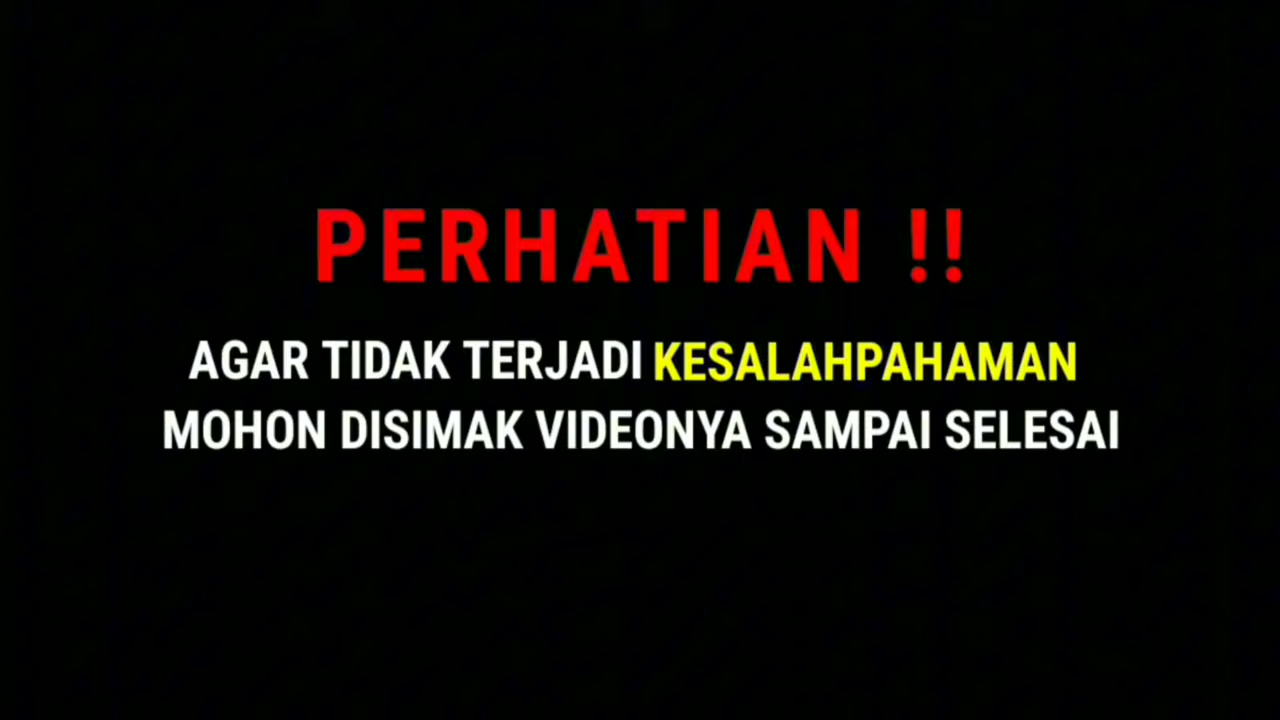 PERHATIAN !!
AGAR TIDAK TERJADI KESALAHPAHAMAN
MOHON DISIMAK VIDEONYA SAMPAI SELESAI